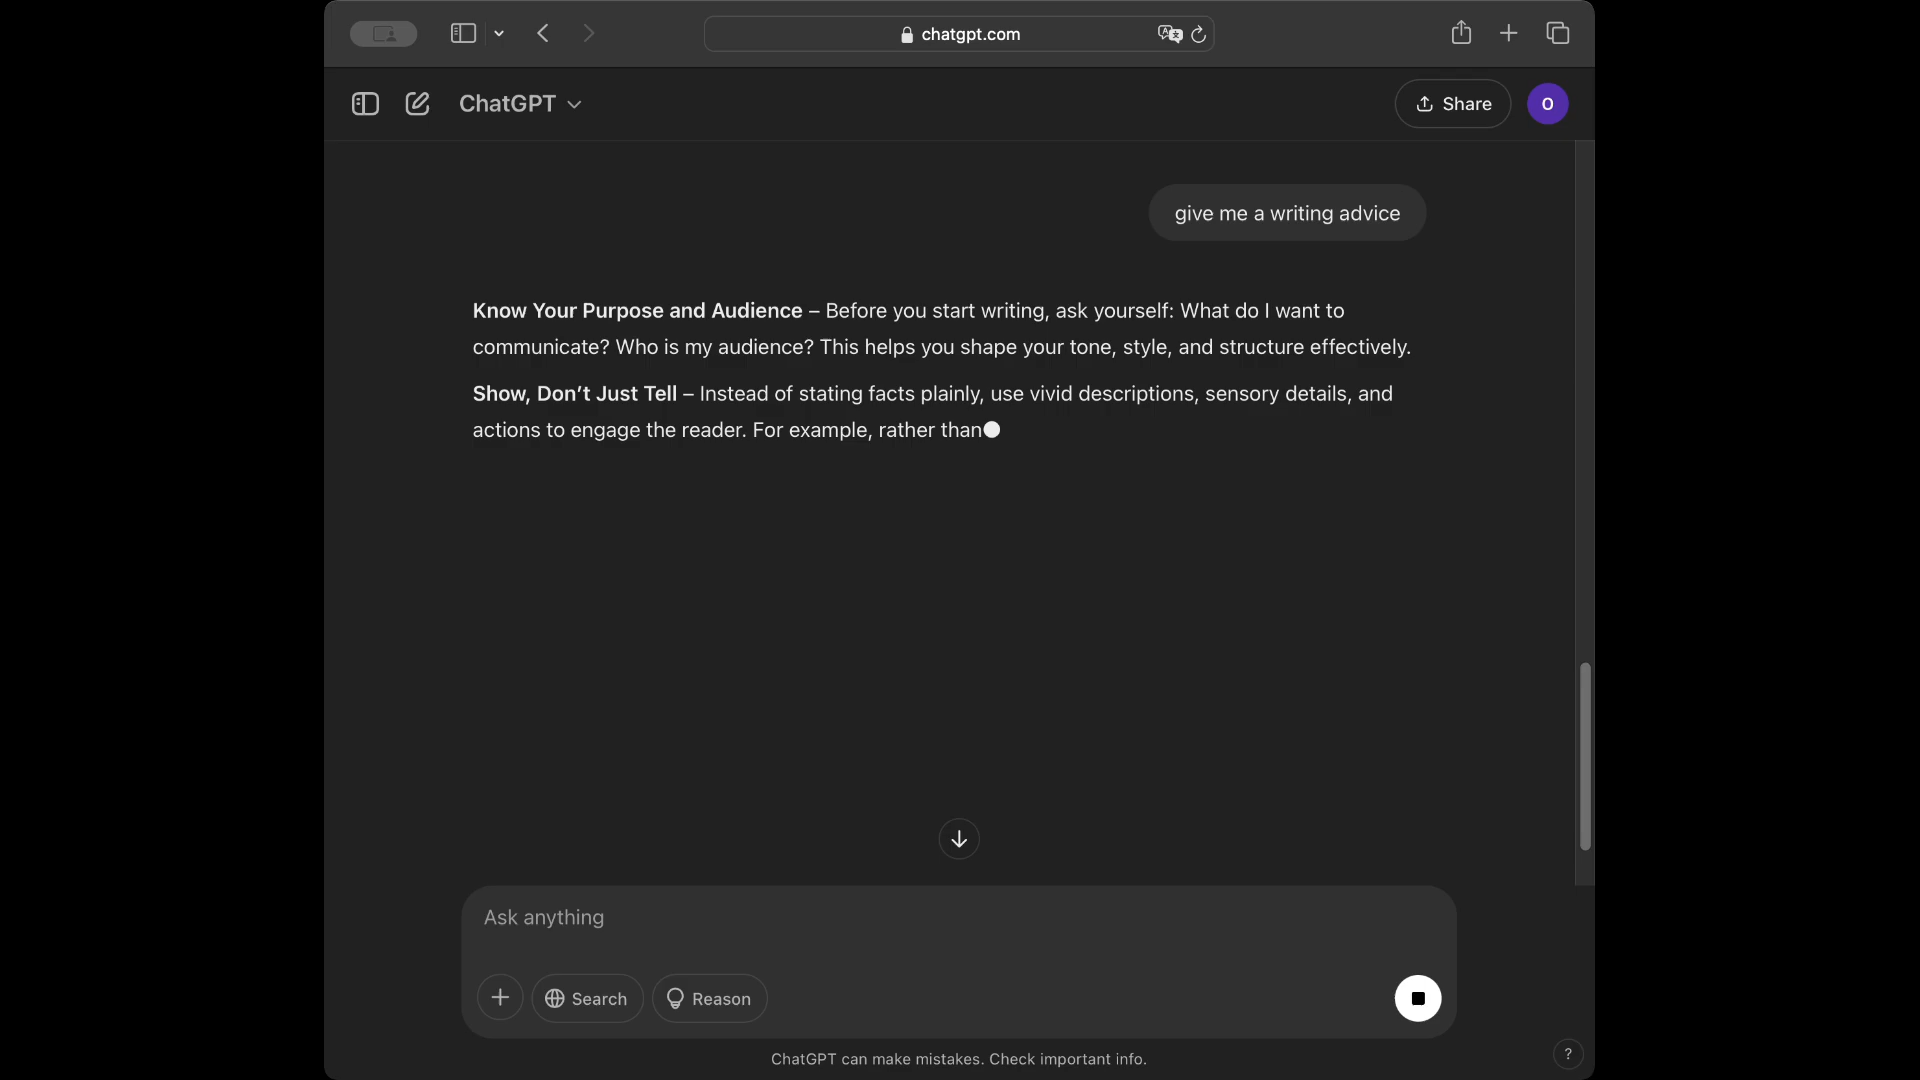 chatgpt.com
ChatGPT
Share
O
give me a writing advice
Know Your Purpose and Audience – Before you start writing, ask yourself: What do I want to
communicate? Who is my audience? This helps you shape your tone, style, and structure effectively.
Show, Don’t Just Tell – Instead of stating facts plainly, use vivid descriptions, sensory details, and
actions to engage the reader. For example, rather than
Ask anything
Search
Reason
ChatGPT can make mistakes. Check important info.
?